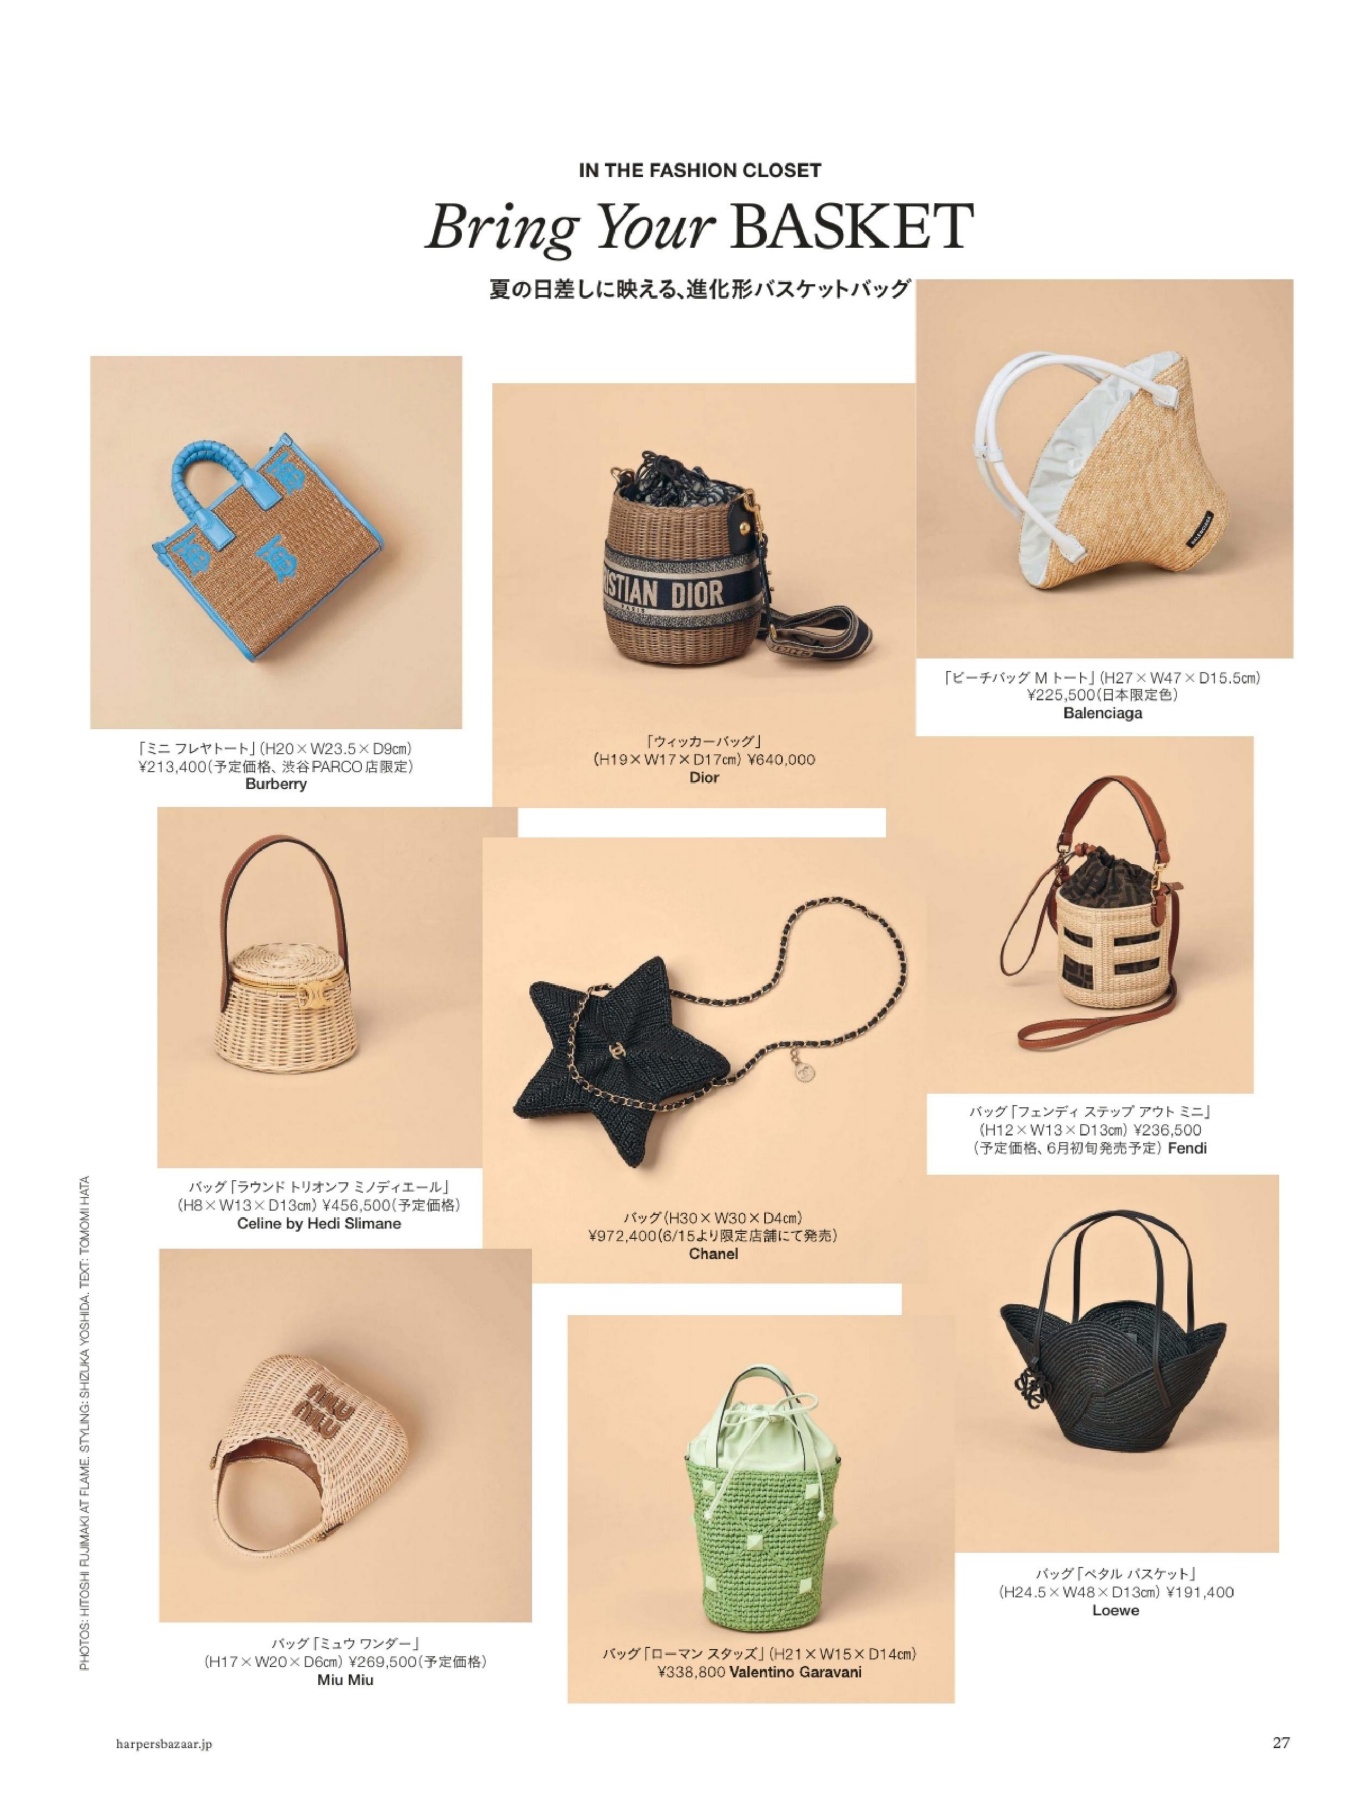 IN THE FASHION CLOSET
Bring Your BASKET
夏の日差しに映える、進化形バスケットバッグ
BALENCIAGA
「ビーチバッグ M トート」（H27×W47×D15.5㎝）
¥225,500（日本限定色）
Balenciaga
「ミニ フレヤトート」（H20×W23.5×D9㎝）
¥213,400（予定価格、渋谷PARCO店限定）
Burberry
ISTIAN DIOR
PARIS
「ウィッカーバッグ」
（H19×W17×D17㎝）¥640,000
Dior
バッグ「フェンディ ステップ アウト ミニ」
（H12×W13×D13㎝）¥236,500
（予定価格、6月初旬発売予定）Fendi
バッグ「ラウンド トリオンフ ミノディエール」
（H8×W13×D13㎝）¥456,500（予定価格）
Celine by Hedi Slimane
バッグ（H30×W30×D4㎝）
¥972,400（6/15より限定店舗にて発売）
Chanel
MIU
MIU
バッグ「ミュウ ワンダー」
（H17×W20×D6㎝）¥269,500（予定価格）
Miu Miu
バッグ「ローマン スタッズ」（H21×W15×D14㎝）
¥338,800 Valentino Garavani
バッグ「ペタル バスケット」
（H24.5×W48×D13㎝）¥191,400
Loewe
PHOTOS: HITOSHI FUJIMAKI AT FLAME. STYLING: SHIZUKA YOSHIDA. TEXT: TOMOMI HATA
harpersbazaar.jp
27